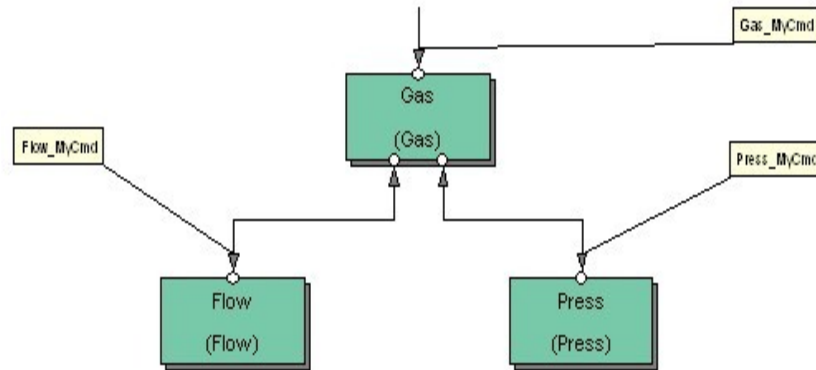 Gas_MyCmd
Gas
(Gas)
Flow_MyCmd
Press_MyCmd
Flow
(Flow)
Press
(Press)